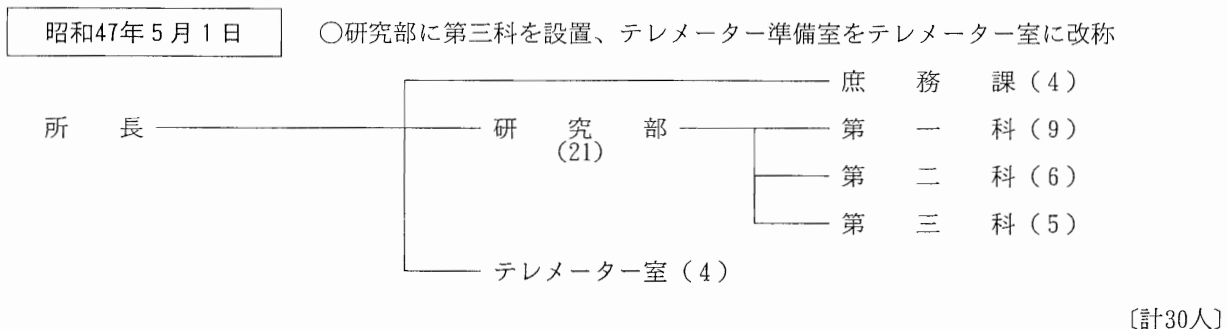 昭和47年5月1日 ○研究部に第三科を設置、テレメーター準備室をテレメーター室に改称
庶務課(4)
所長 研究部 第一科(9)
(21)
第二科(6)
第三科(5)
テレメーター室(4)
〔計30人〕